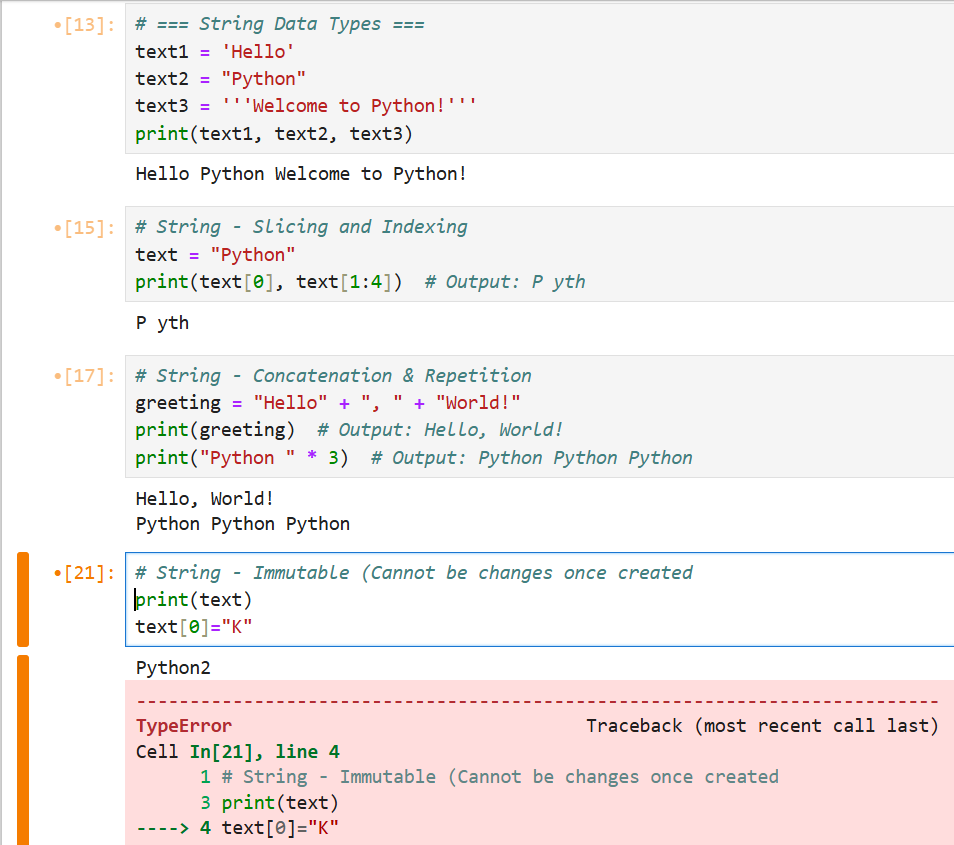 •[13]: # === String Data Types ===
text1 = 'Hello'
text2 = "Python"
text3 = '''Welcome to Python!'''
print(text1, text2, text3)
Hello Python Welcome to Python!
•[15]: # String - Slicing and Indexing
text = "Python"
print(text[0], text[1:4])  # Output: P yth
P yth
•[17]: # String - Concatenation & Repetition
greeting = "Hello" + ", " + "World!"
print(greeting)  # Output: Hello, World!
print("Python " * 3)  # Output: Python Python Python
Hello, World!
Python Python Python
•[21]: # String - Immutable (Cannot be changes once created
print(text)
text[0]="K"
Python2
---------------------------------------------------------------------------
TypeError                                 Traceback (most recent call last)
Cell In[21], line 4
      1 # String - Immutable (Cannot be changes once created
      3 print(text)
----> 4 text[0]="K"